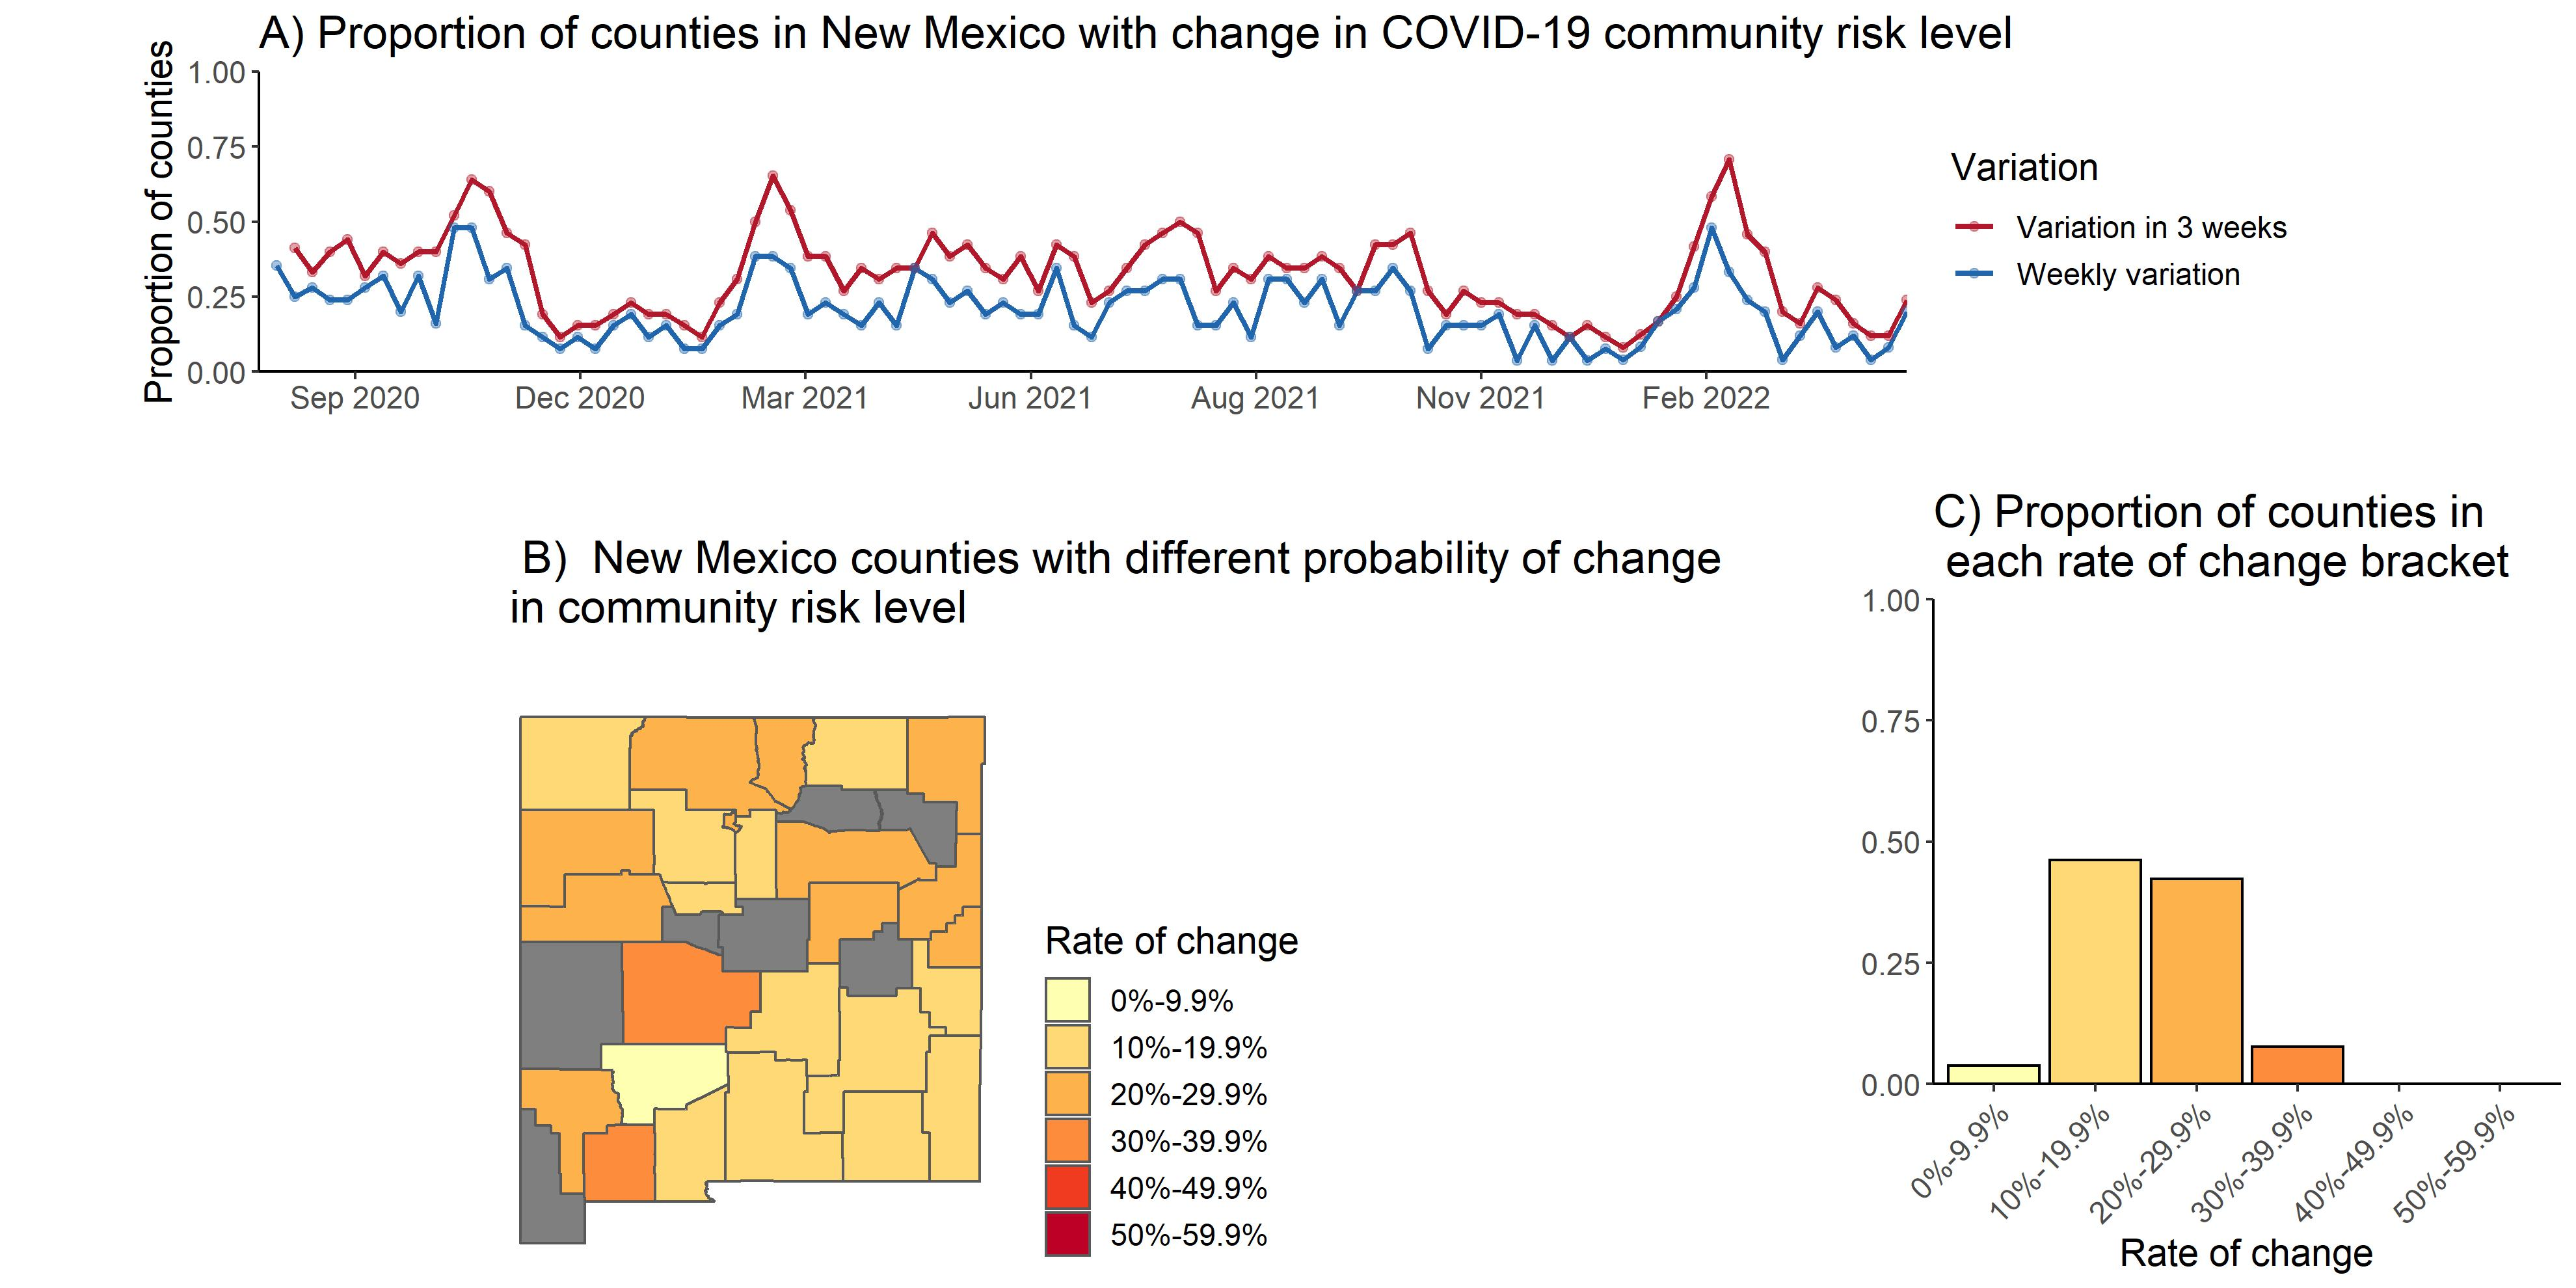 A) Proportion of counties in New Mexico with change in COVID-19 community risk level
Proportion of counties
1.00
0.75
0.50
0.25
0.00
Sep 2020
Dec 2020
Mar 2021
Jun 2021
Aug 2021
Nov 2021
Feb 2022
Variation
Variation in 3 weeks
Weekly variation
B) New Mexico counties with different probability of change
in community risk level
Rate of change
0%-9.9%
10%-19.9%
20%-29.9%
30%-39.9%
40%-49.9%
50%-59.9%
C) Proportion of counties in
each rate of change bracket
1.00
0.75
0.50
0.25
0.00
0%-9.9%
10%-19.9%
20%-29.9%
30%-39.9%
40%-49.9%
50%-59.9%
Rate of change